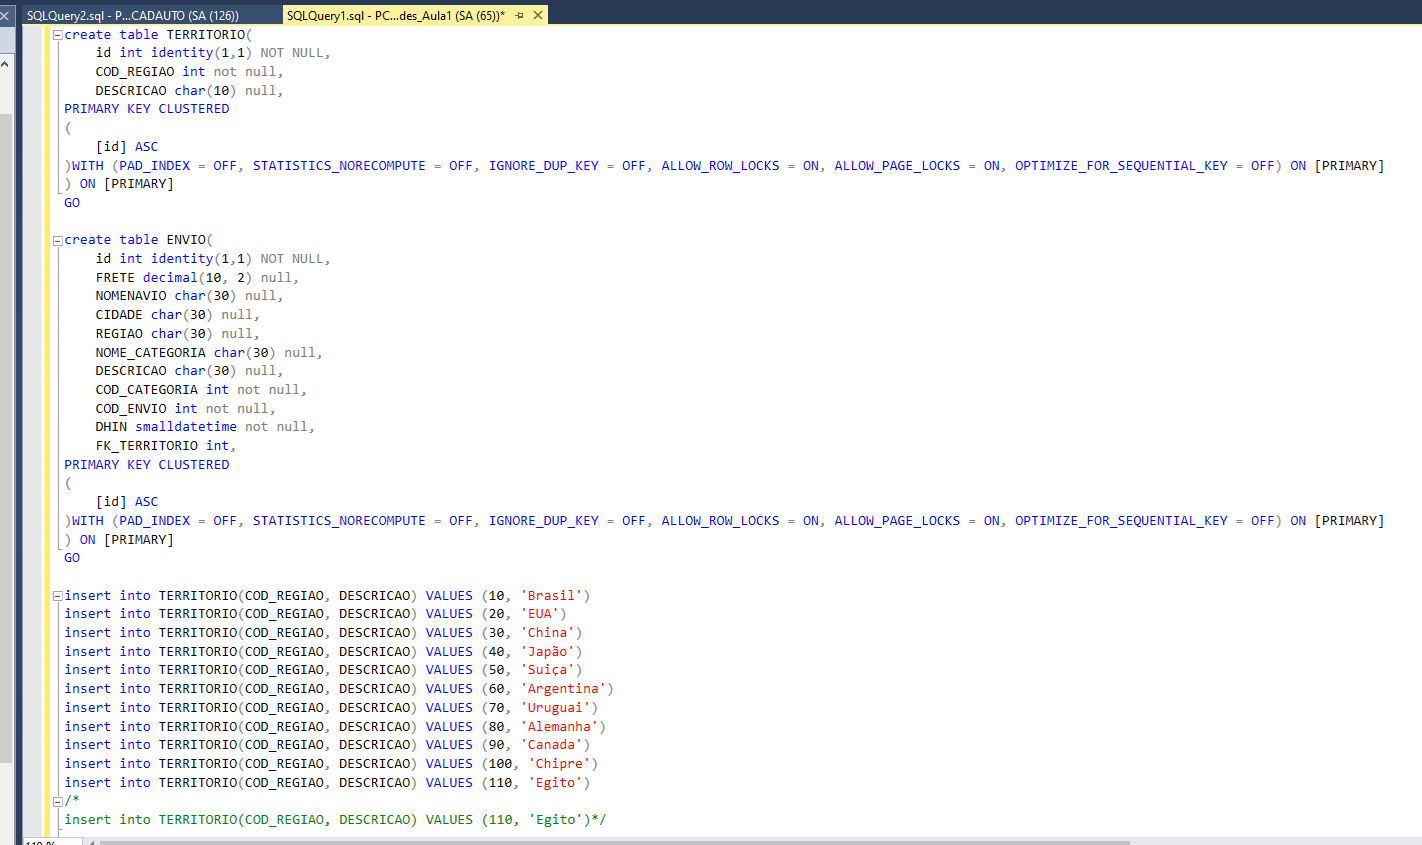 SQLQuery2.sql - P...CADAUTO (SA (126))
SQLQuery1.sql - PC...des_Aula1 (SA (65))*
create table TERRITORIO(
    id int identity(1,1) NOT NULL,
    COD_REGIAO int not null,
    DESCRICAO char(10) null,
PRIMARY KEY CLUSTERED
(
    [id] ASC
)WITH (PAD_INDEX = OFF, STATISTICS_NORECOMPUTE = OFF, IGNORE_DUP_KEY = OFF, ALLOW_ROW_LOCKS = ON, ALLOW_PAGE_LOCKS = ON, OPTIMIZE_FOR_SEQUENTIAL_KEY = OFF) ON [PRIMARY]
) ON [PRIMARY]
GO
create table ENVIO(
    id int identity(1,1) NOT NULL,
    FRETE decimal(10, 2) null,
    NOMENAVIO char(30) null,
    CIDADE char(30) null,
    REGIAO char(30) null,
    NOME_CATEGORIA char(30) null,
    DESCRICAO char(30) null,
    COD_CATEGORIA int not null,
    COD_ENVIO int not null,
    DHIN smalldatetime not null,
    FK_TERRITORIO int,
PRIMARY KEY CLUSTERED
(
    [id] ASC
)WITH (PAD_INDEX = OFF, STATISTICS_NORECOMPUTE = OFF, IGNORE_DUP_KEY = OFF, ALLOW_ROW_LOCKS = ON, ALLOW_PAGE_LOCKS = ON, OPTIMIZE_FOR_SEQUENTIAL_KEY = OFF) ON [PRIMARY]
) ON [PRIMARY]
GO
insert into TERRITORIO(COD_REGIAO, DESCRICAO) VALUES (10, 'Brasil')
insert into TERRITORIO(COD_REGIAO, DESCRICAO) VALUES (20, 'EUA')
insert into TERRITORIO(COD_REGIAO, DESCRICAO) VALUES (30, 'China')
insert into TERRITORIO(COD_REGIAO, DESCRICAO) VALUES (40, 'Japão')
insert into TERRITORIO(COD_REGIAO, DESCRICAO) VALUES (50, 'Suiça')
insert into TERRITORIO(COD_REGIAO, DESCRICAO) VALUES (60, 'Argentina')
insert into TERRITORIO(COD_REGIAO, DESCRICAO) VALUES (70, 'Uruguai')
insert into TERRITORIO(COD_REGIAO, DESCRICAO) VALUES (80, 'Alemanha')
insert into TERRITORIO(COD_REGIAO, DESCRICAO) VALUES (90, 'Canada')
insert into TERRITORIO(COD_REGIAO, DESCRICAO) VALUES (100, 'Chipre')
insert into TERRITORIO(COD_REGIAO, DESCRICAO) VALUES (110, 'Egito')
/*
insert into TERRITORIO(COD_REGIAO, DESCRICAO) VALUES (110, 'Egito')*/